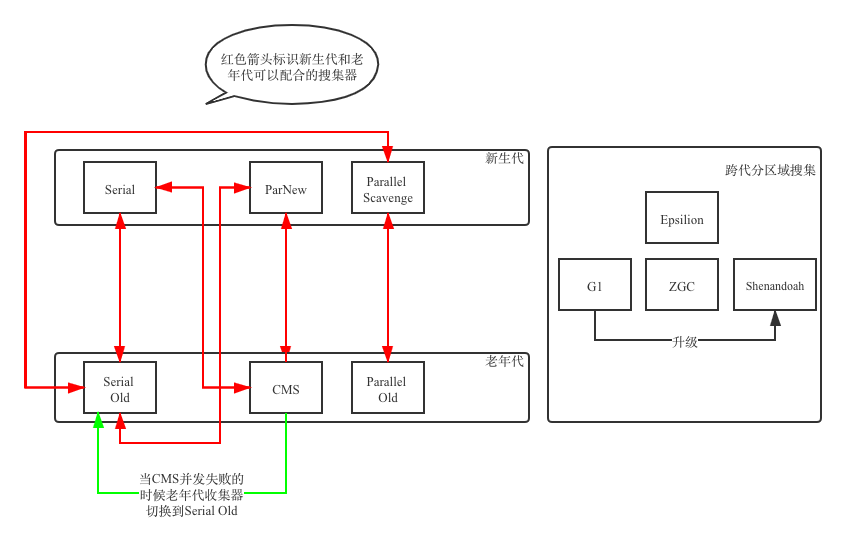 红色箭头标识新生代和老
年代可以配合的搜集器
新生代
Serial
ParNew
Parallel
Scavenge
老年代
Serial
Old
CMS
Parallel
Old
当CMS并发失败的
时候老年代收集器
切换到Serial Old
跨代分区域搜集
Epsilion
G1
ZGC
Shenandoah
升级